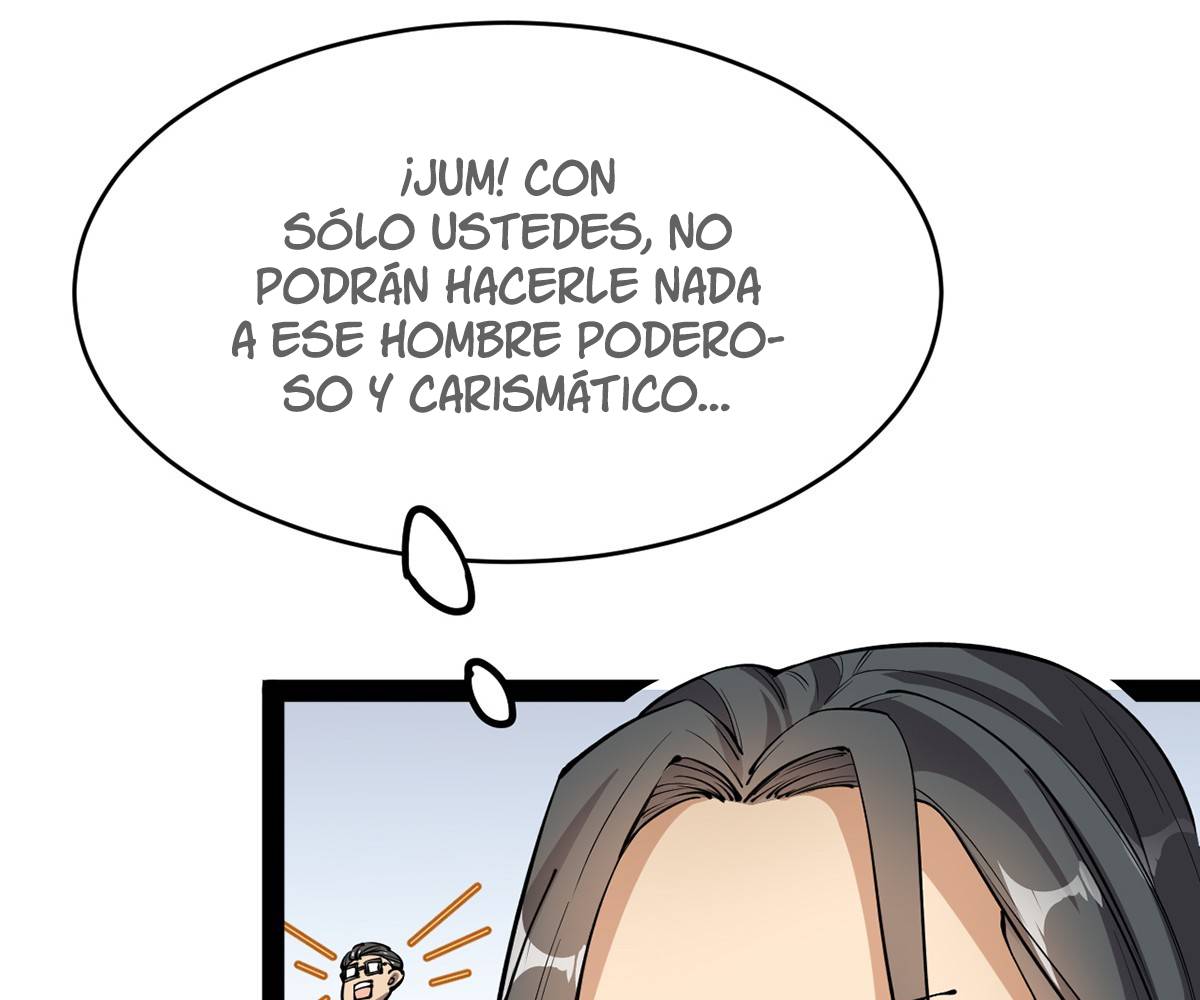 ¡JUM! CON
SÓLO USTEDES, NO
PODRÁN HACERLE NADA
A ESE HOMBRE PODERO-
SO Y CARISMÁTICO...